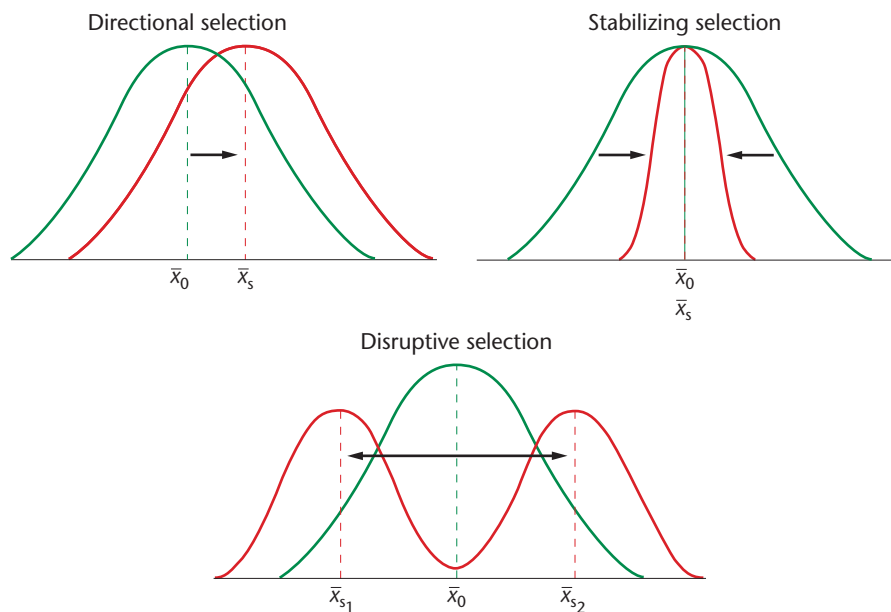 Directional selection
Stabilizing selection
x̄₀ x̄ₛ
x̄₀
x̄ₛ
Disruptive selection
x̄ₛ₁ x̄₀ x̄ₛ₂